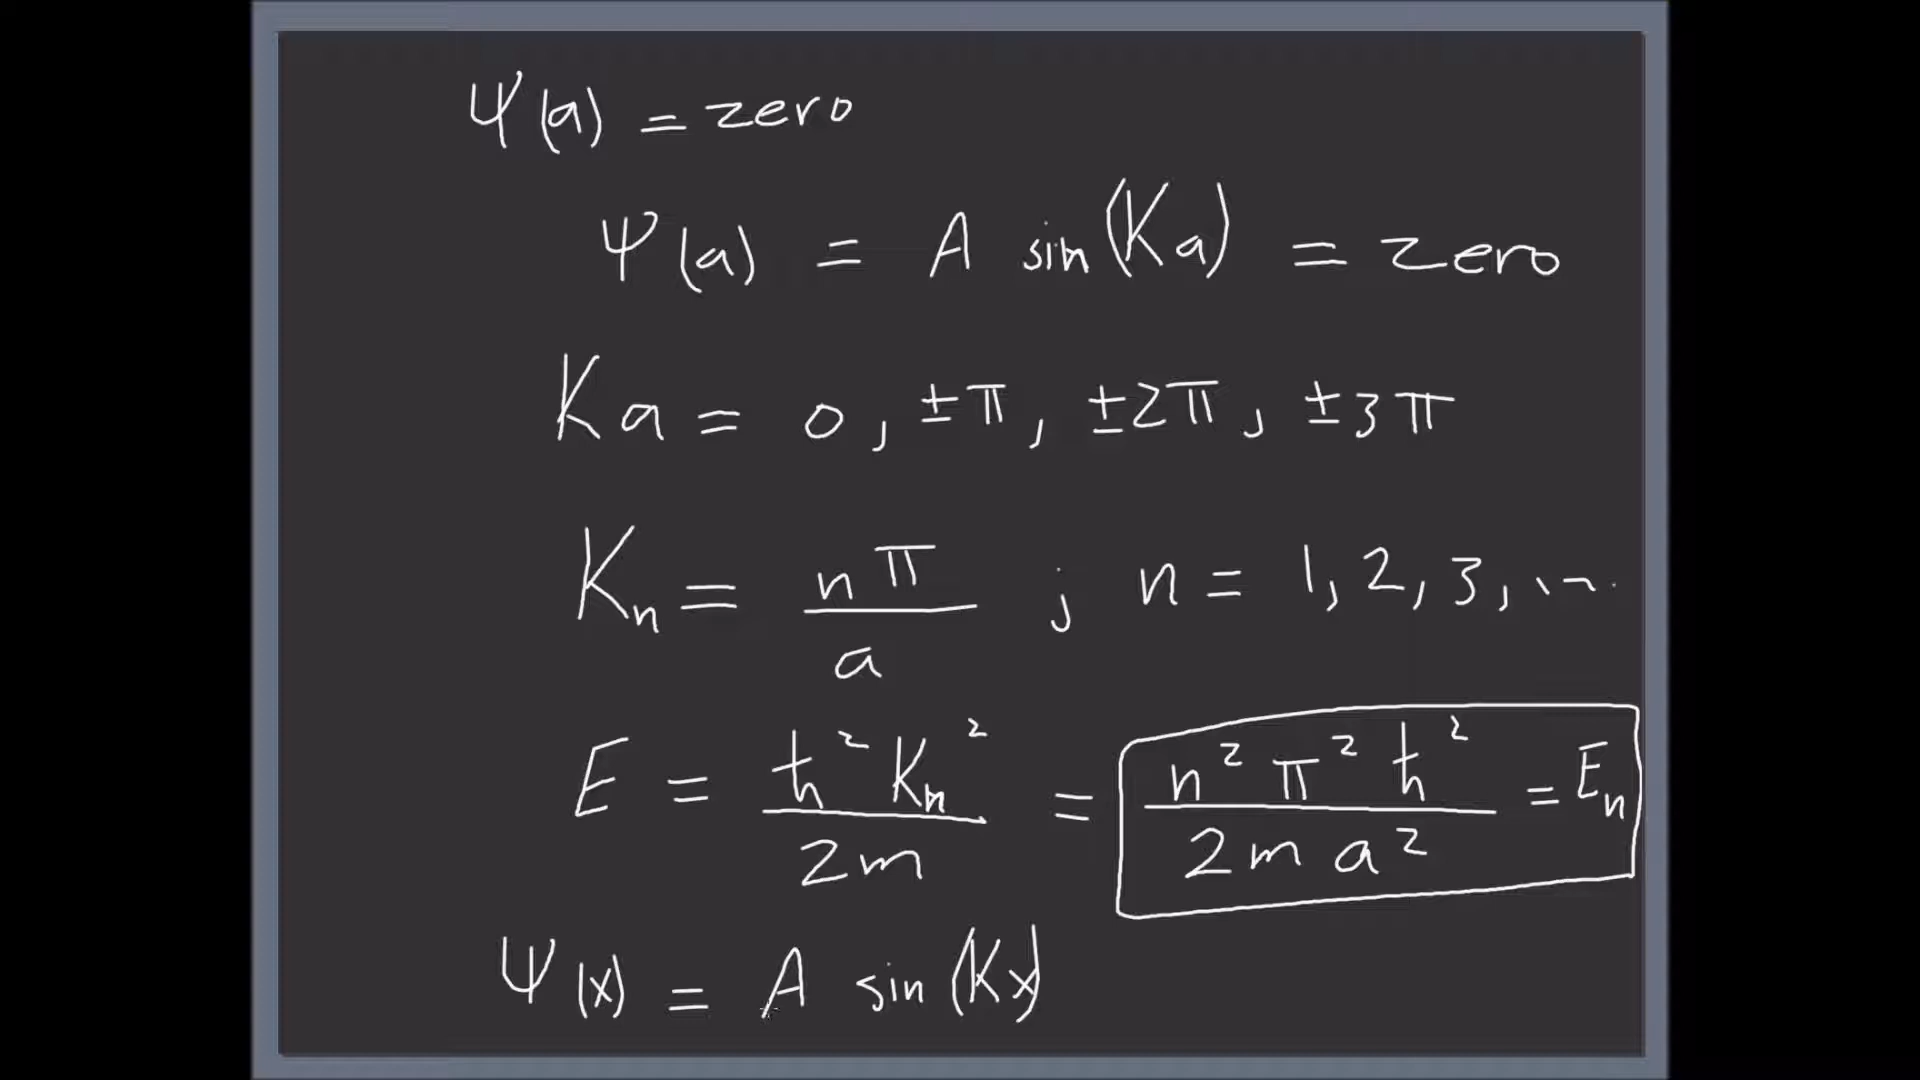 Ψ(a) = zero
Ψ(a) = A sin(Ka) = zero
Ka = 0, ±π, ±2π, ±3π
Kₙ = nπ/a ; n = 1, 2, 3, ...
E = ħ²Kₙ²/2m = n²π²ħ²/2ma² = Eₙ
Ψ(x) = A sin(Kx)